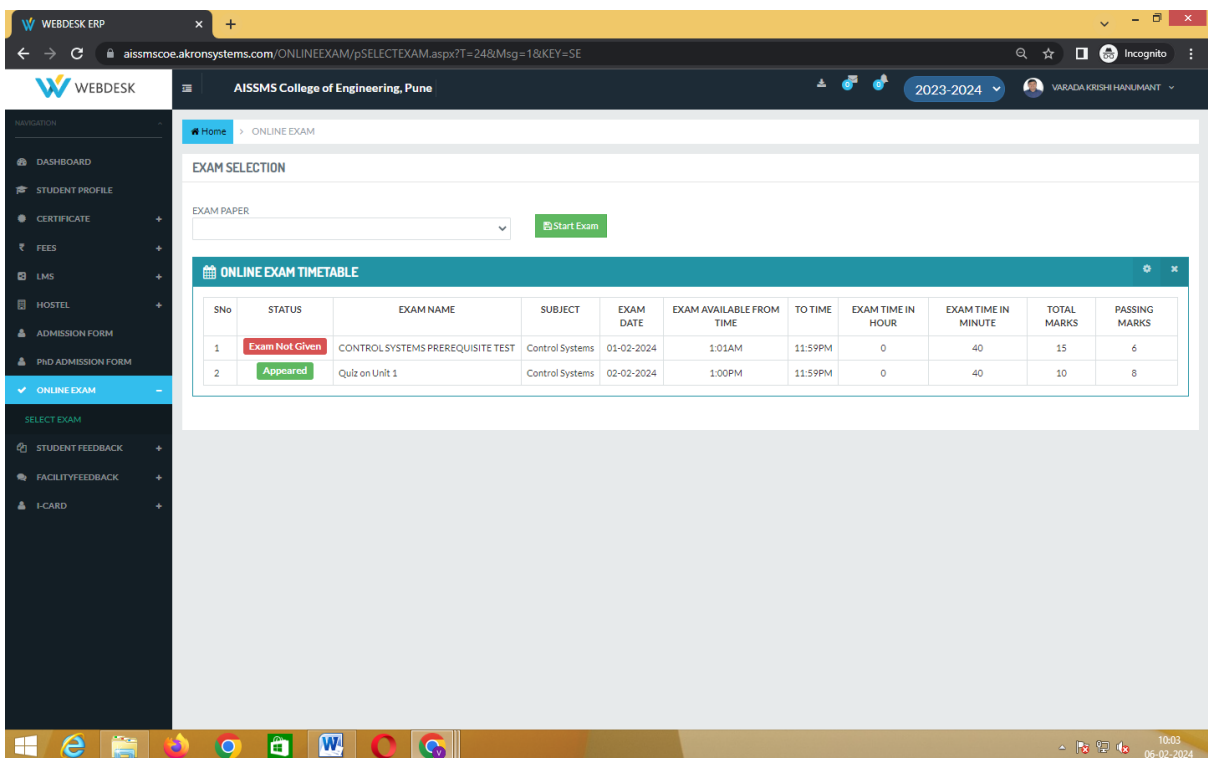 WEBDESK ERP
aissmscoe.akronsystems.com/ONLINEEXAM/pSELECTEXAM.aspx?T=24&Msg=1&KEY=SE
Incognito
WEBDESK
AISSMS College of Engineering, Pune
0
0
2023-2024
VARADA KRISHI HANUMANT
NAVIGATION
DASHBOARD
STUDENT PROFILE
CERTIFICATE +
₹ FEES +
LMS +
HOSTEL +
ADMISSION FORM
PhD ADMISSION FORM
ONLINE EXAM −
SELECT EXAM
STUDENT FEEDBACK +
FACILITYFEEDBACK +
I-CARD +
Home > ONLINE EXAM
EXAM SELECTION
EXAM PAPER
Start Exam
ONLINE EXAM TIMETABLE
SNo STATUS EXAM NAME SUBJECT EXAM DATE EXAM AVAILABLE FROM TIME TO TIME EXAM TIME IN HOUR EXAM TIME IN MINUTE TOTAL MARKS PASSING MARKS
1 Exam Not Given CONTROL SYSTEMS PREREQUISITE TEST Control Systems 01-02-2024 1:01AM 11:59PM 0 40 15 6
2 Appeared Quiz on Unit 1 Control Systems 02-02-2024 1:00PM 11:59PM 0 40 10 8
10:03
06-02-2024